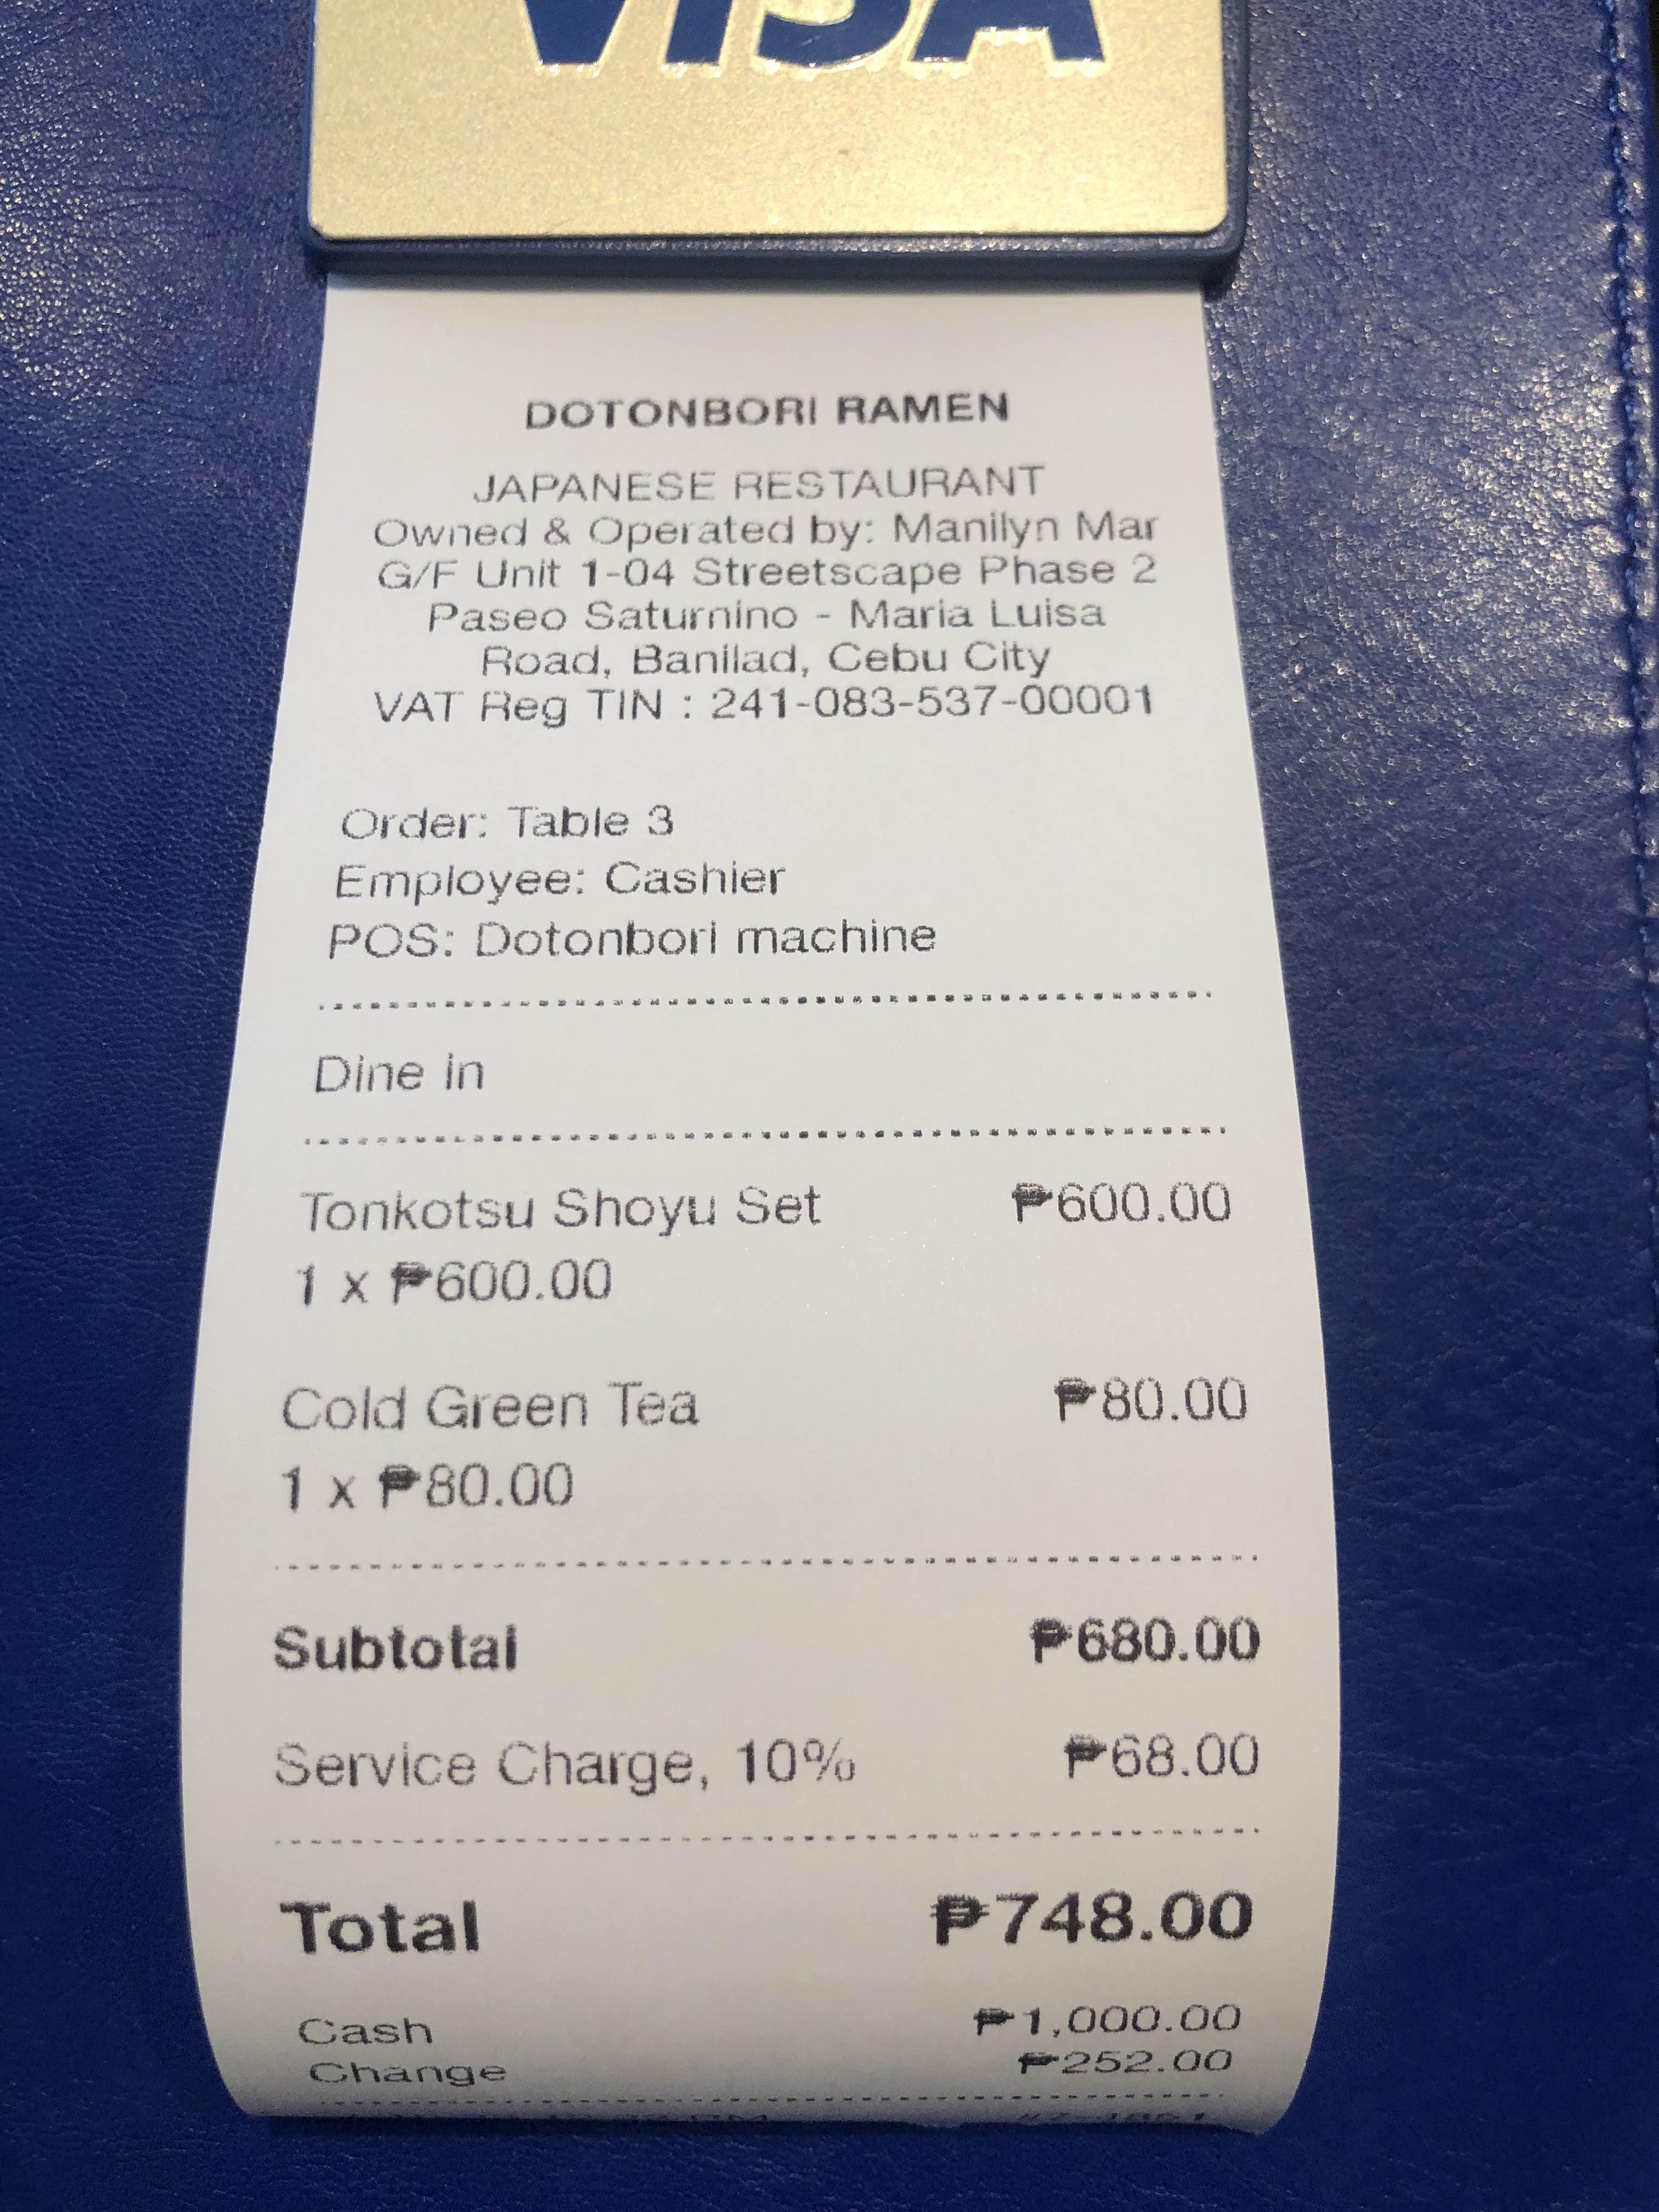 VISA
DOTONBORI RAMEN
JAPANESE RESTAURANT
Owned & Operated by: Manilyn Mar
G/F Unit 1-04 Streetscape Phase 2
Paseo Saturnino - Maria Luisa
Road, Banilad, Cebu City
VAT Reg TIN : 241-083-537-00001
Order: Table 3
Employee: Cashier
POS: Dotonbori machine
Dine in
Tonkotsu Shoyu Set ₱600.00
1 x ₱600.00
Cold Green Tea ₱80.00
1 x ₱80.00
Subtotal ₱680.00
Service Charge, 10% ₱68.00
Total ₱748.00
Cash ₱1,000.00
Change ₱252.00